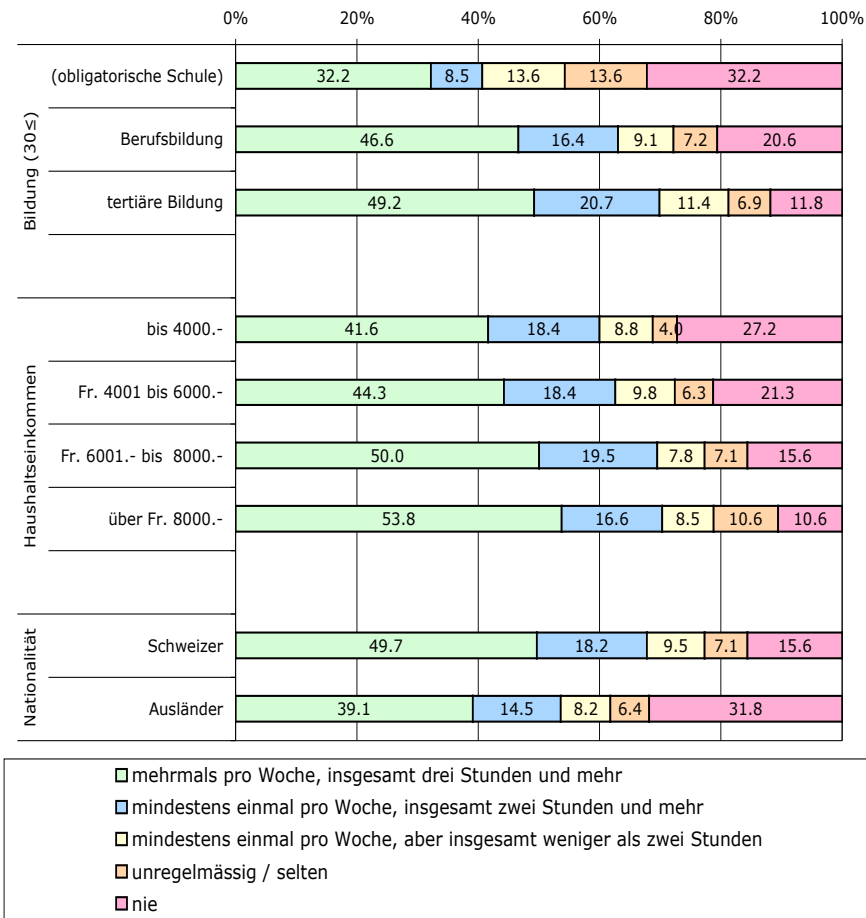 0% 20% 40% 60% 80% 100%
Bildung (30≤)
(obligatorische Schule) 32.2 8.5 13.6 13.6 32.2
Berufsbildung 46.6 16.4 9.1 7.2 20.6
tertiäre Bildung 49.2 20.7 11.4 6.9 11.8
Haushaltseinkommen
bis 4000.- 41.6 18.4 8.8 4.0 27.2
Fr. 4001 bis 6000.- 44.3 18.4 9.8 6.3 21.3
Fr. 6001.- bis 8000.- 50.0 19.5 7.8 7.1 15.6
über Fr. 8000.- 53.8 16.6 8.5 10.6 10.6
Nationalität
Schweizer 49.7 18.2 9.5 7.1 15.6
Ausländer 39.1 14.5 8.2 6.4 31.8
mehrmals pro Woche, insgesamt drei Stunden und mehr
mindestens einmal pro Woche, insgesamt zwei Stunden und mehr
mindestens einmal pro Woche, aber insgesamt weniger als zwei Stunden
unregelmässig / selten
nie